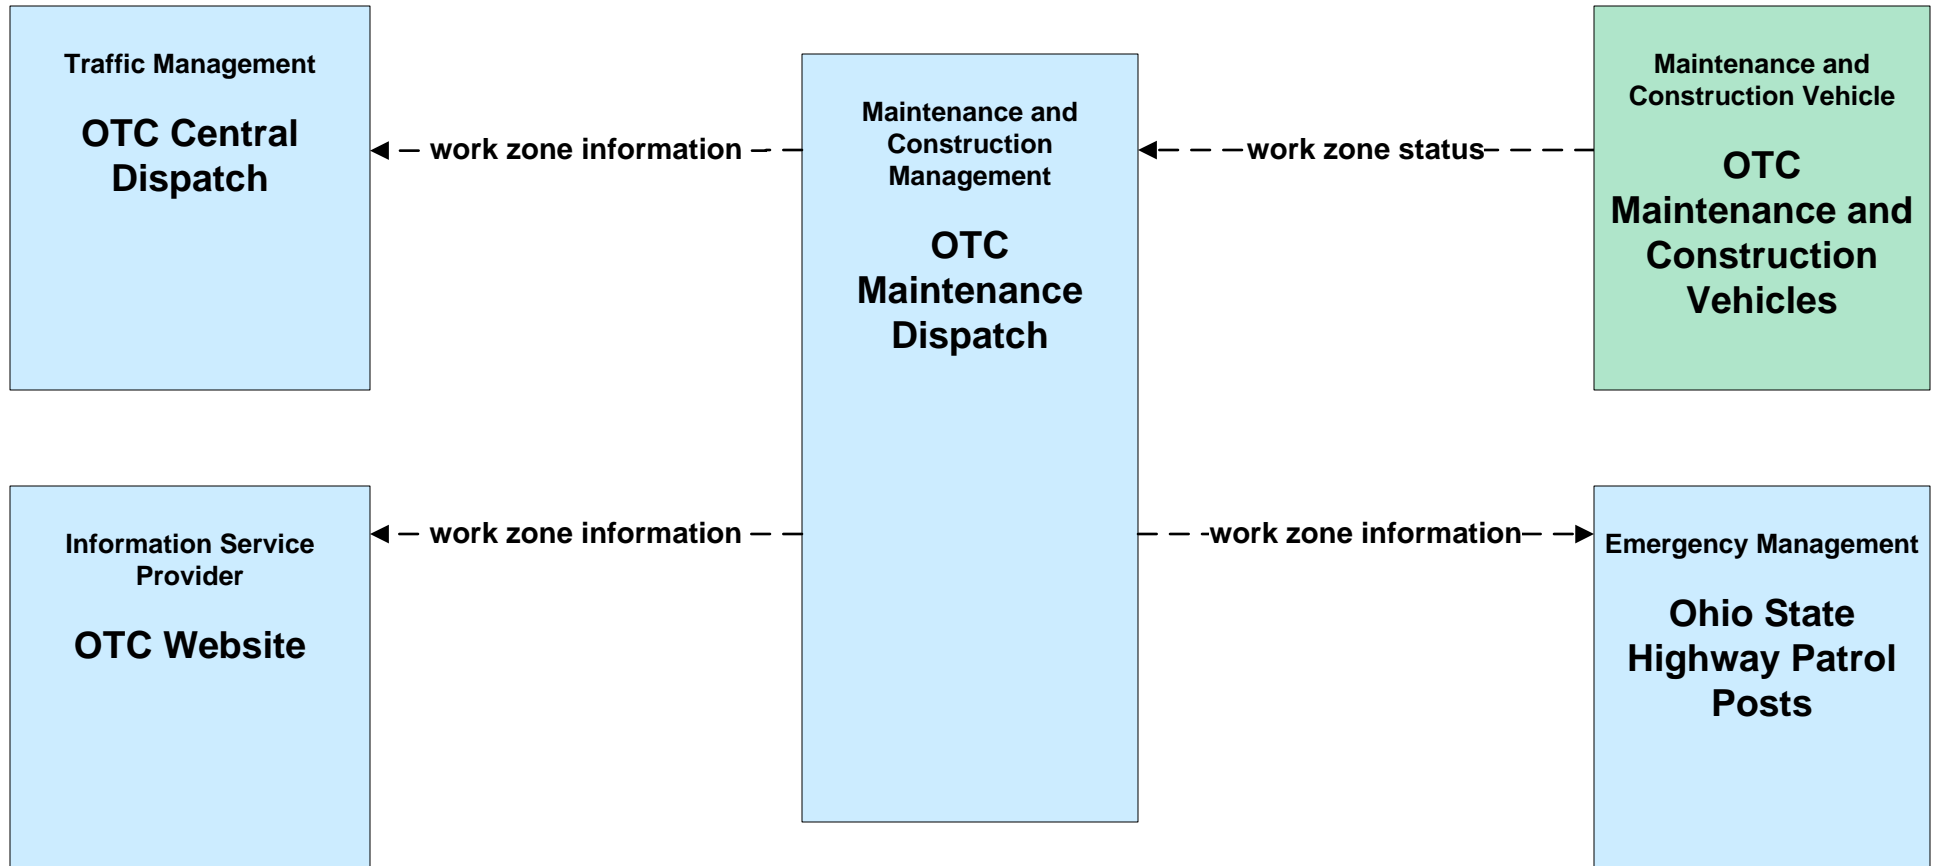 Traffic Management
OTC Central
Dispatch
work zone information
Maintenance and
Construction
Management
OTC
Maintenance
Dispatch
work zone status
Maintenance and
Construction Vehicle
OTC
Maintenance and
Construction
Vehicles
Information Service
Provider
OTC Website
work zone information
work zone information
Emergency Management
Ohio State
Highway Patrol
Posts